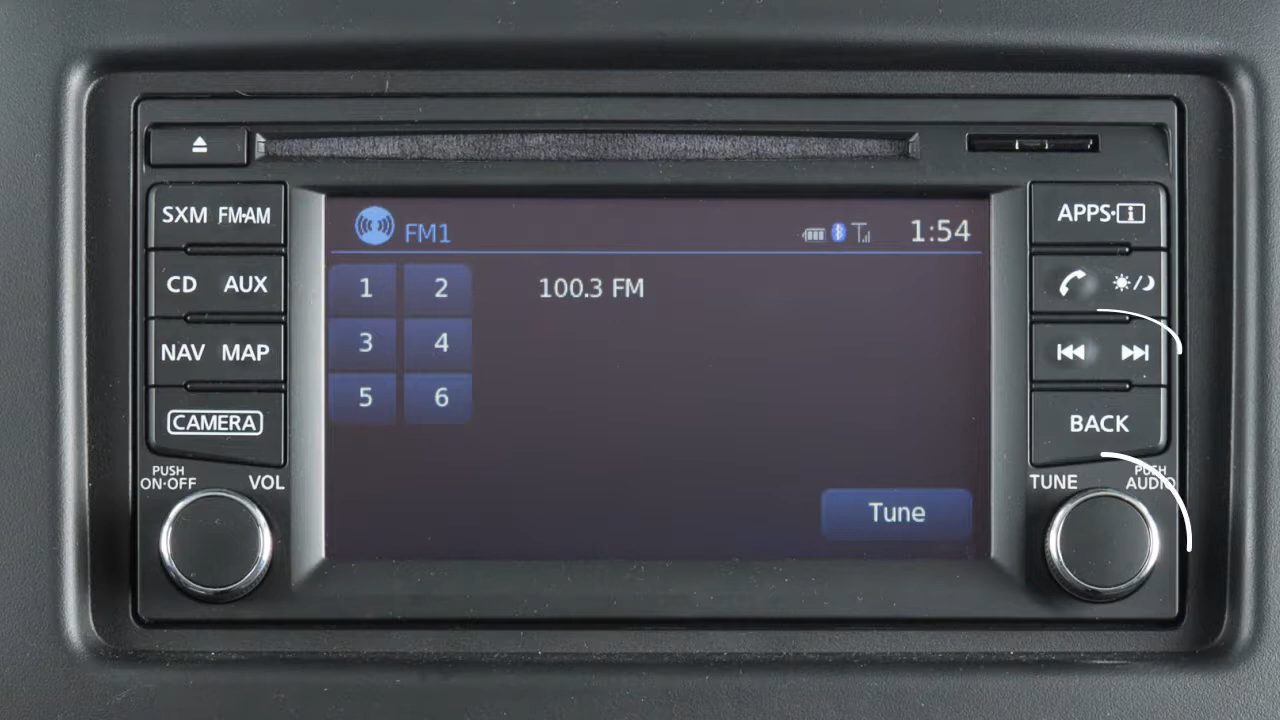 SXM FM·AM
CD AUX
NAV MAP
CAMERA
PUSH
ON·OFF
VOL
FM1
1:54
1 2
100.3 FM
3 4
5 6
Tune
APPS·i
BACK
TUNE
PUSH
AUDIO